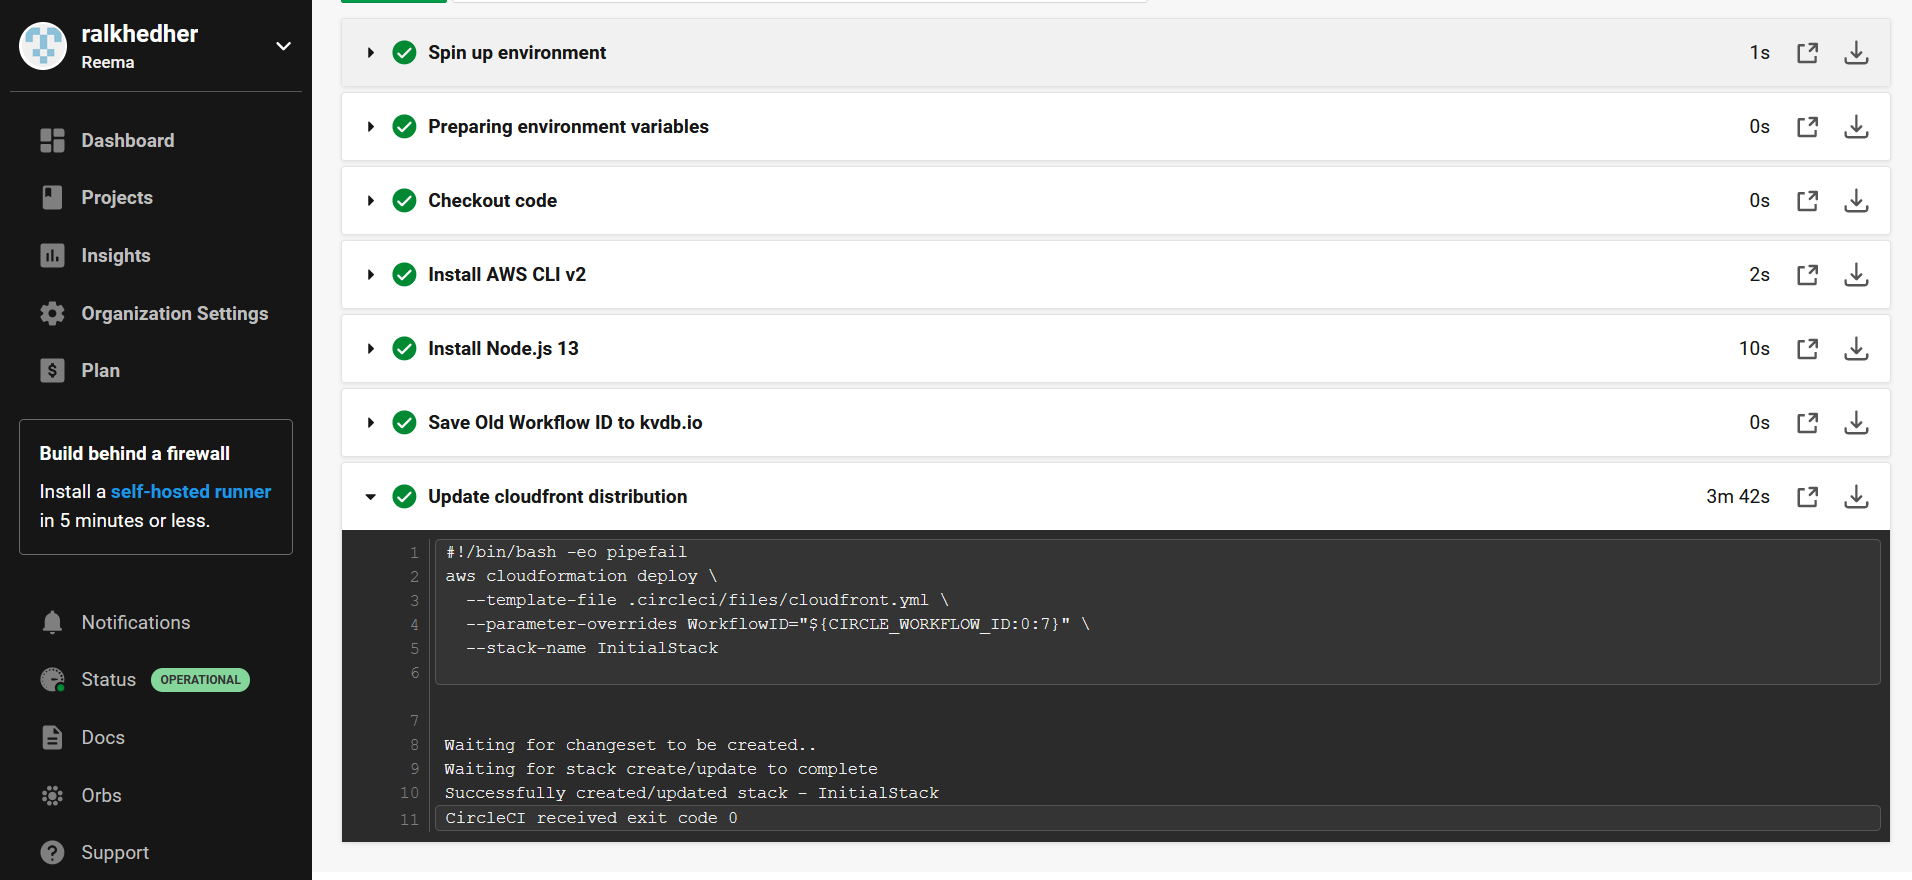 ralkhedher
Reema
Dashboard
Projects
Insights
Organization Settings
Plan
Build behind a firewall
Install a self-hosted runner
in 5 minutes or less.
Notifications
Status OPERATIONAL
Docs
Orbs
Support
Spin up environment 1s
Preparing environment variables 0s
Checkout code 0s
Install AWS CLI v2 2s
Install Node.js 13 10s
Save Old Workflow ID to kvdb.io 0s
Update cloudfront distribution 3m 42s
1 #!/bin/bash -eo pipefail
2 aws cloudformation deploy \
3 --template-file .circleci/files/cloudfront.yml \
4 --parameter-overrides WorkflowID="${CIRCLE_WORKFLOW_ID:0:7}" \
5 --stack-name InitialStack
6
7
8 Waiting for changeset to be created..
9 Waiting for stack create/update to complete
10 Successfully created/updated stack - InitialStack
11 CircleCI received exit code 0